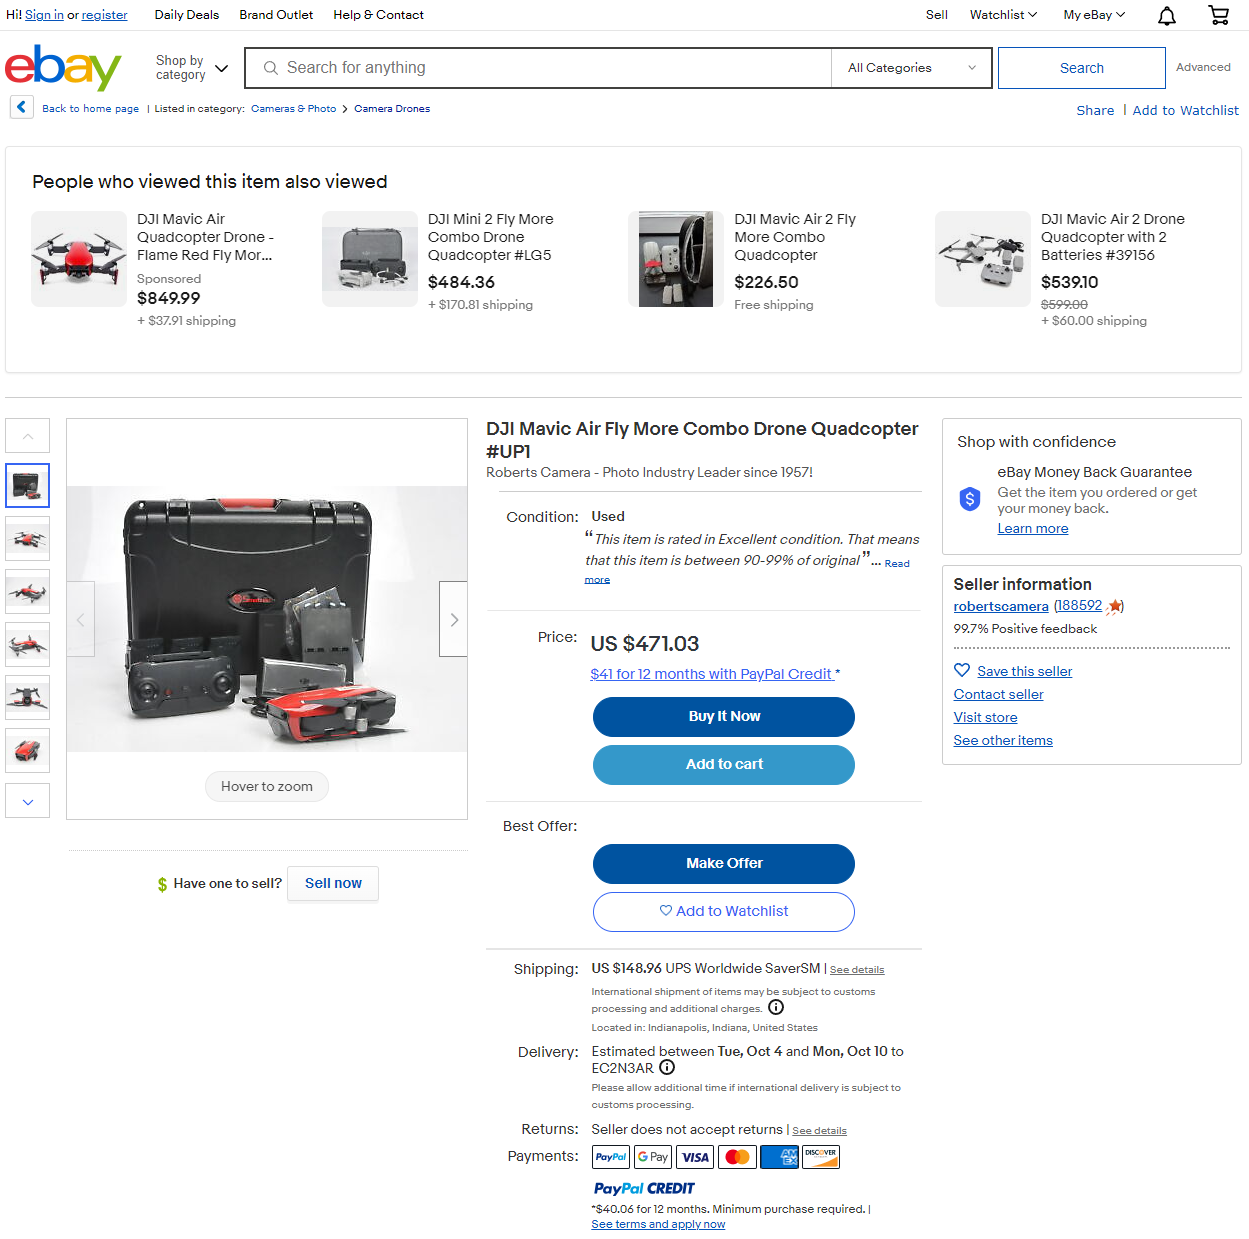 Hi! Sign in or register
Daily Deals
Brand Outlet
Help & Contact
Sell
Watchlist
My eBay
ebay
Shop by
category
Search for anything
All Categories
Search
Advanced
Back to home page | Listed in category: Cameras & Photo > Camera Drones
Share | Add to Watchlist
People who viewed this item also viewed
DJI Mavic Air
Quadcopter Drone -
Flame Red Fly Mor...
Sponsored
$849.99
+ $37.91 shipping
DJI Mini 2 Fly More
Combo Drone
Quadcopter #LG5
$484.36
+ $170.81 shipping
DJI Mavic Air 2 Fly
More Combo
Quadcopter
$226.50
Free shipping
DJI Mavic Air 2 Drone
Quadcopter with 2
Batteries #39156
$539.10
$599.00
+ $60.00 shipping
Hover to zoom
$ Have one to sell?
Sell now
DJI Mavic Air Fly More Combo Drone Quadcopter
#UP1
Roberts Camera - Photo Industry Leader since 1957!
Condition: Used
“This item is rated in Excellent condition. That means
that this item is between 90-99% of original”... Read
more
Price: US $471.03
$41 for 12 months with PayPal Credit *
Buy It Now
Add to cart
Best Offer:
Make Offer
Add to Watchlist
Shipping: US $148.96 UPS Worldwide SaverSM | See details
International shipment of items may be subject to customs
processing and additional charges.
Located in: Indianapolis, Indiana, United States
Delivery: Estimated between Tue, Oct 4 and Mon, Oct 10 to
EC2N3AR
Please allow additional time if international delivery is subject to
customs processing.
Returns: Seller does not accept returns | See details
Payments: PayPal G Pay VISA AMEX DISCOVER
PayPal CREDIT
*$40.06 for 12 months. Minimum purchase required. |
See terms and apply now
Shop with confidence
eBay Money Back Guarantee
Get the item you ordered or get
your money back.
Learn more
Seller information
robertscamera (188592)
99.7% Positive feedback
Save this seller
Contact seller
Visit store
See other items